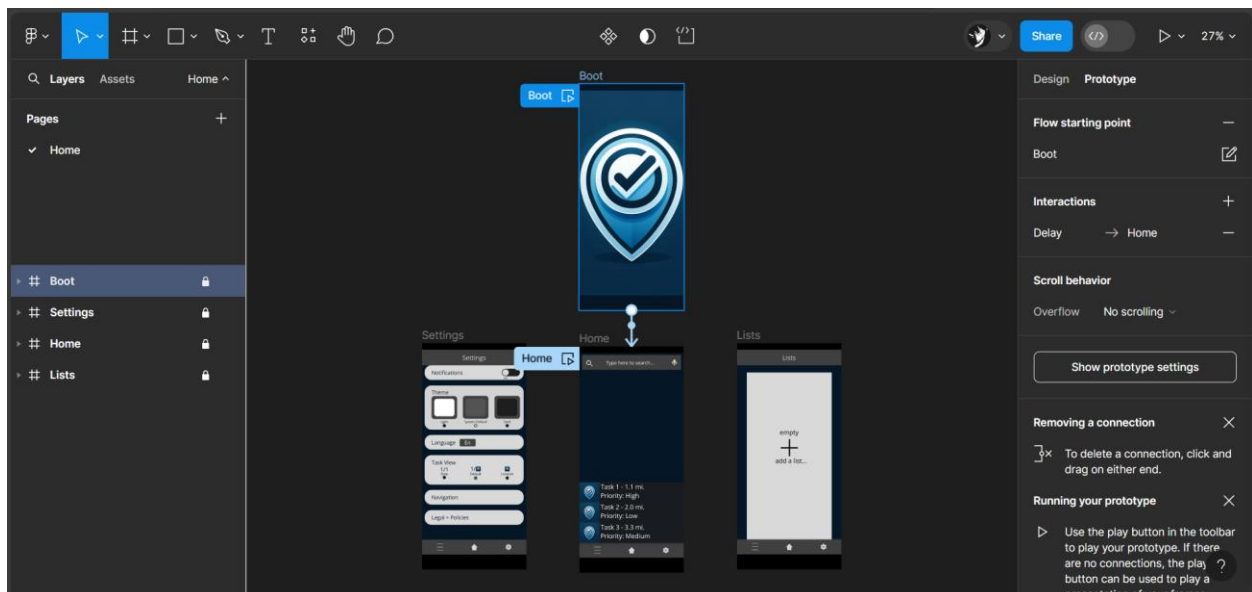 Share
27%
Layers Assets Home
Pages
Home
Boot
Settings
Home
Lists
Boot
Boot
Settings
Settings
Notifications
Theme
Language En
Task View
1/1
Navigation
Legal + Policies
Home
Home
Type here to search...
Task 1 - 1.1 mi.
Priority: High
Task 2 - 2.0 mi.
Priority: Low
Task 3 - 3.3 mi.
Priority: Medium
Lists
Lists
empty
add a list...
Design Prototype
Flow starting point
Boot
Interactions
Delay → Home
Scroll behavior
Overflow No scrolling
Show prototype settings
Removing a connection
To delete a connection, click and
drag on either end.
Running your prototype
Use the play button in the toolbar
to play your prototype. If there
are no connections, the play
button can be used to play a
?